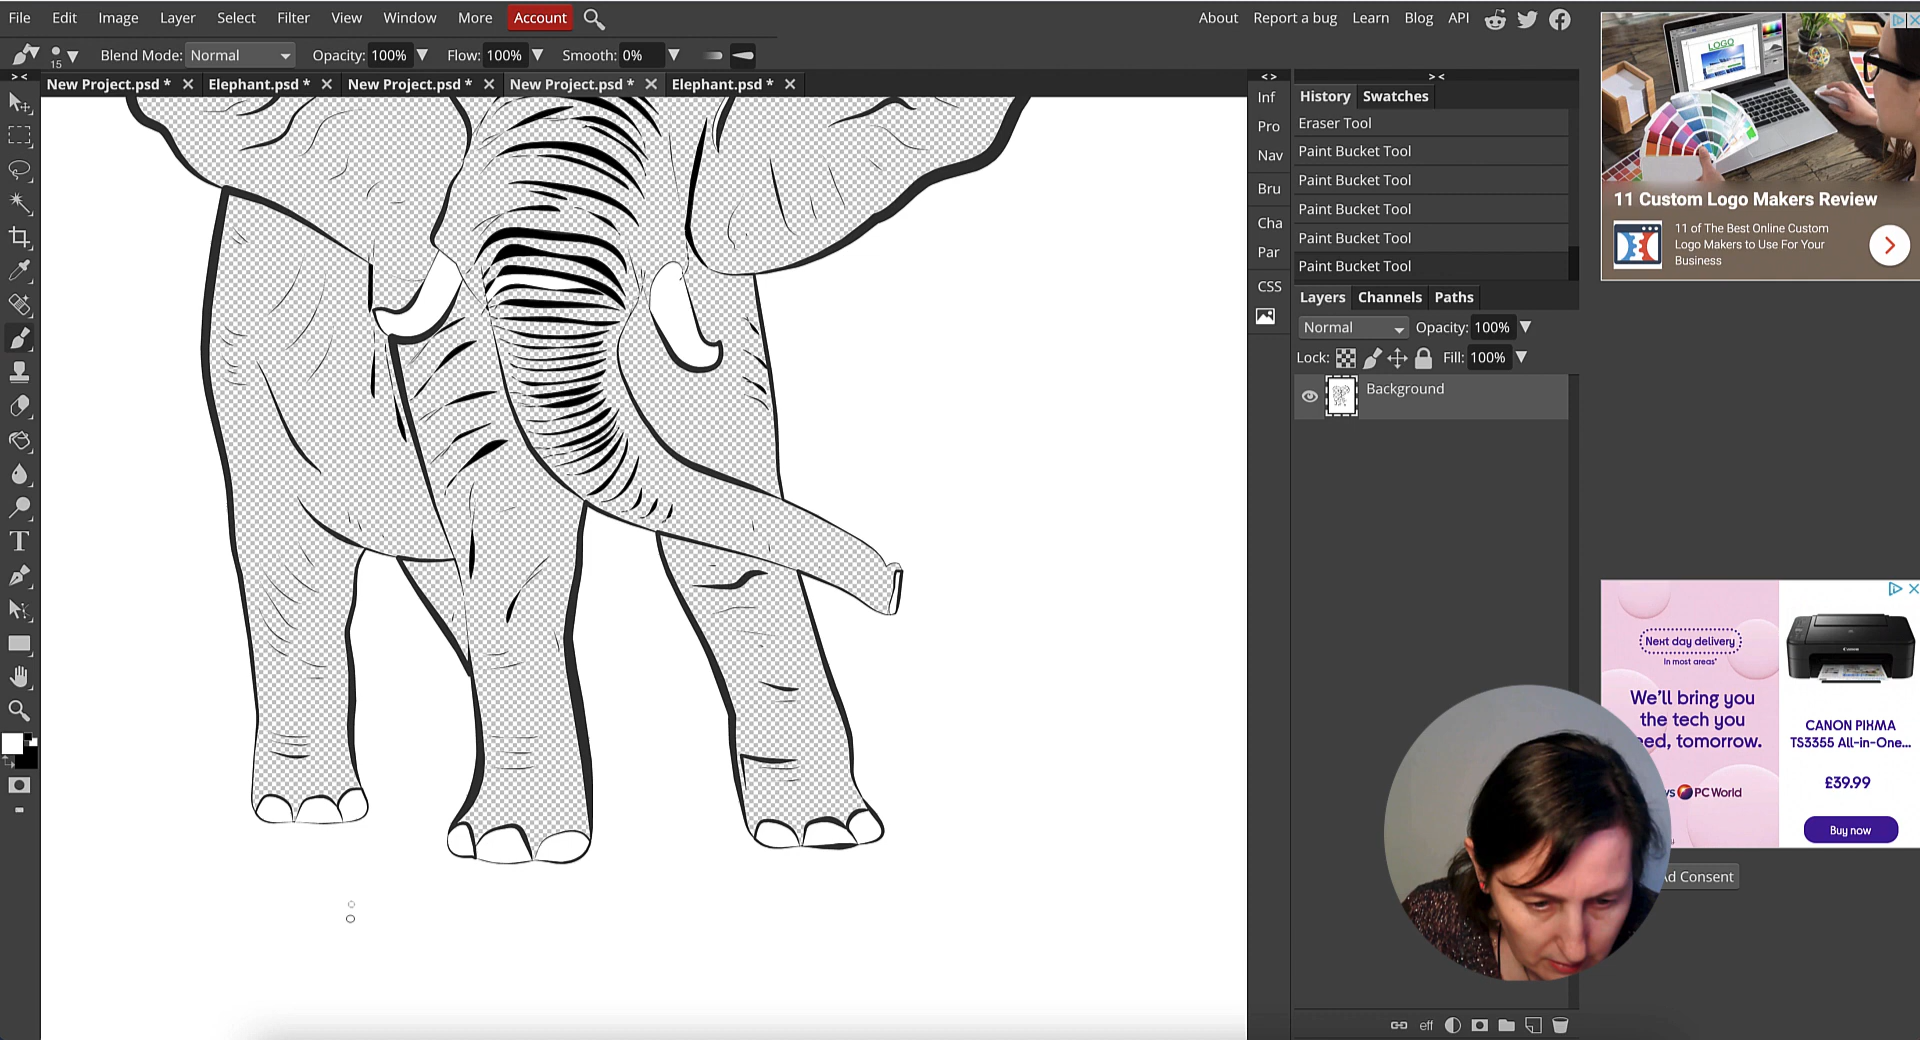 File Edit Image Layer Select Filter View Window More Account
About Report a bug Learn Blog API
15 Blend Mode: Normal Opacity: 100% Flow: 100% Smooth: 0%
New Project.psd * Elephant.psd * New Project.psd * New Project.psd * Elephant.psd *
Inf
Pro
Nav
Bru
Cha
Par
CSS
History Swatches
Eraser Tool
Paint Bucket Tool
Paint Bucket Tool
Paint Bucket Tool
Paint Bucket Tool
Paint Bucket Tool
Layers Channels Paths
Normal Opacity: 100%
Lock: Fill: 100%
Background
eff
LOGO
11 Custom Logo Makers Review
11 of The Best Online Custom
Logo Makers to Use For Your
Business
Next day delivery
In most areas*
We'll bring you
the tech you
eed, tomorrow.
ys PC World
Canon
CANON PIXMA
TS3355 All-in-One...
£39.99
Buy now
Ad Consent